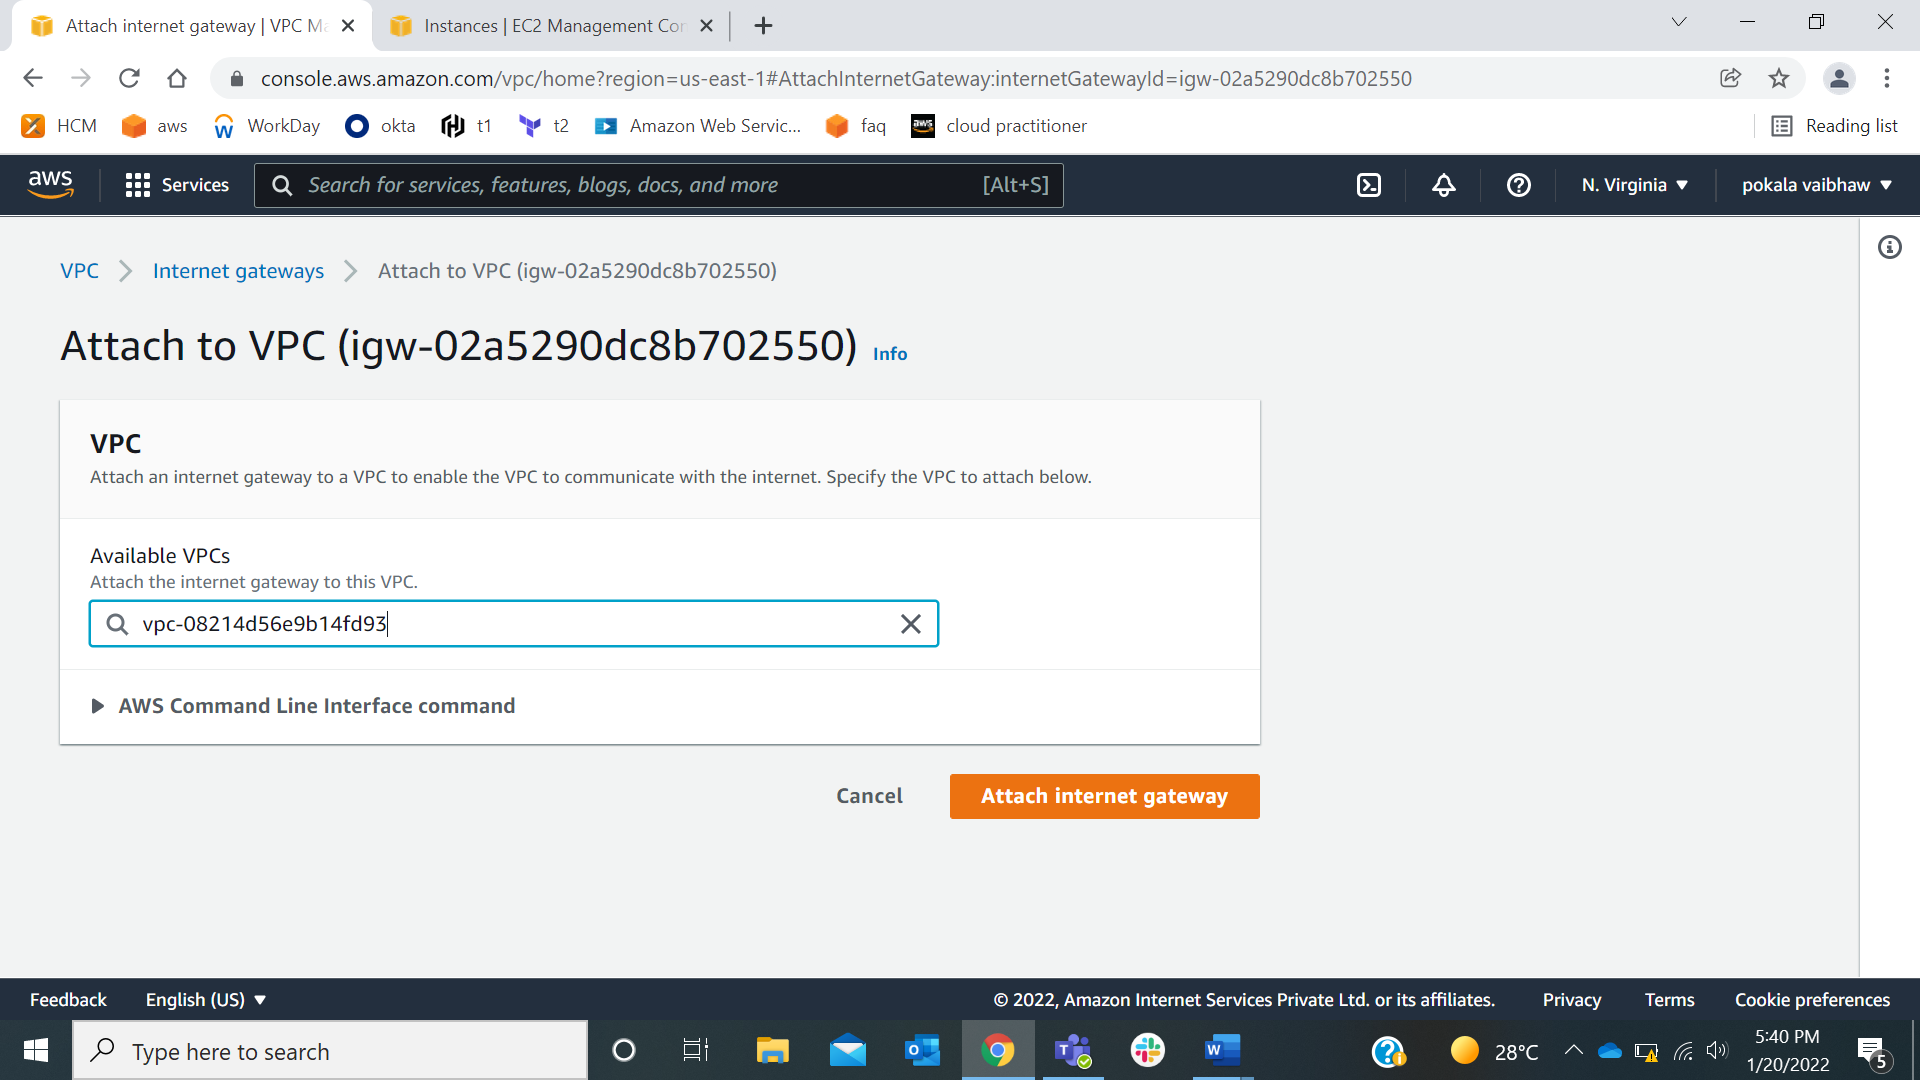 Attach internet gateway | VPC Ma
Instances | EC2 Management Con
console.aws.amazon.com/vpc/home?region=us-east-1#AttachInternetGateway:internetGatewayId=igw-02a5290dc8b702550
HCM
aws
WorkDay
okta
t1
t2
Amazon Web Servic...
faq
cloud practitioner
Reading list
aws
Services
Search for services, features, blogs, docs, and more
[Alt+S]
N. Virginia
pokala vaibhaw
VPC
Internet gateways
Attach to VPC (igw-02a5290dc8b702550)
Attach to VPC (igw-02a5290dc8b702550)
Info
VPC
Attach an internet gateway to a VPC to enable the VPC to communicate with the internet. Specify the VPC to attach below.
Available VPCs
Attach the internet gateway to this VPC.
vpc-08214d56e9b14fd93
AWS Command Line Interface command
Cancel
Attach internet gateway
Feedback
English (US)
© 2022, Amazon Internet Services Private Ltd. or its affiliates.
Privacy
Terms
Cookie preferences
Type here to search
28°C
5:40 PM
1/20/2022
5